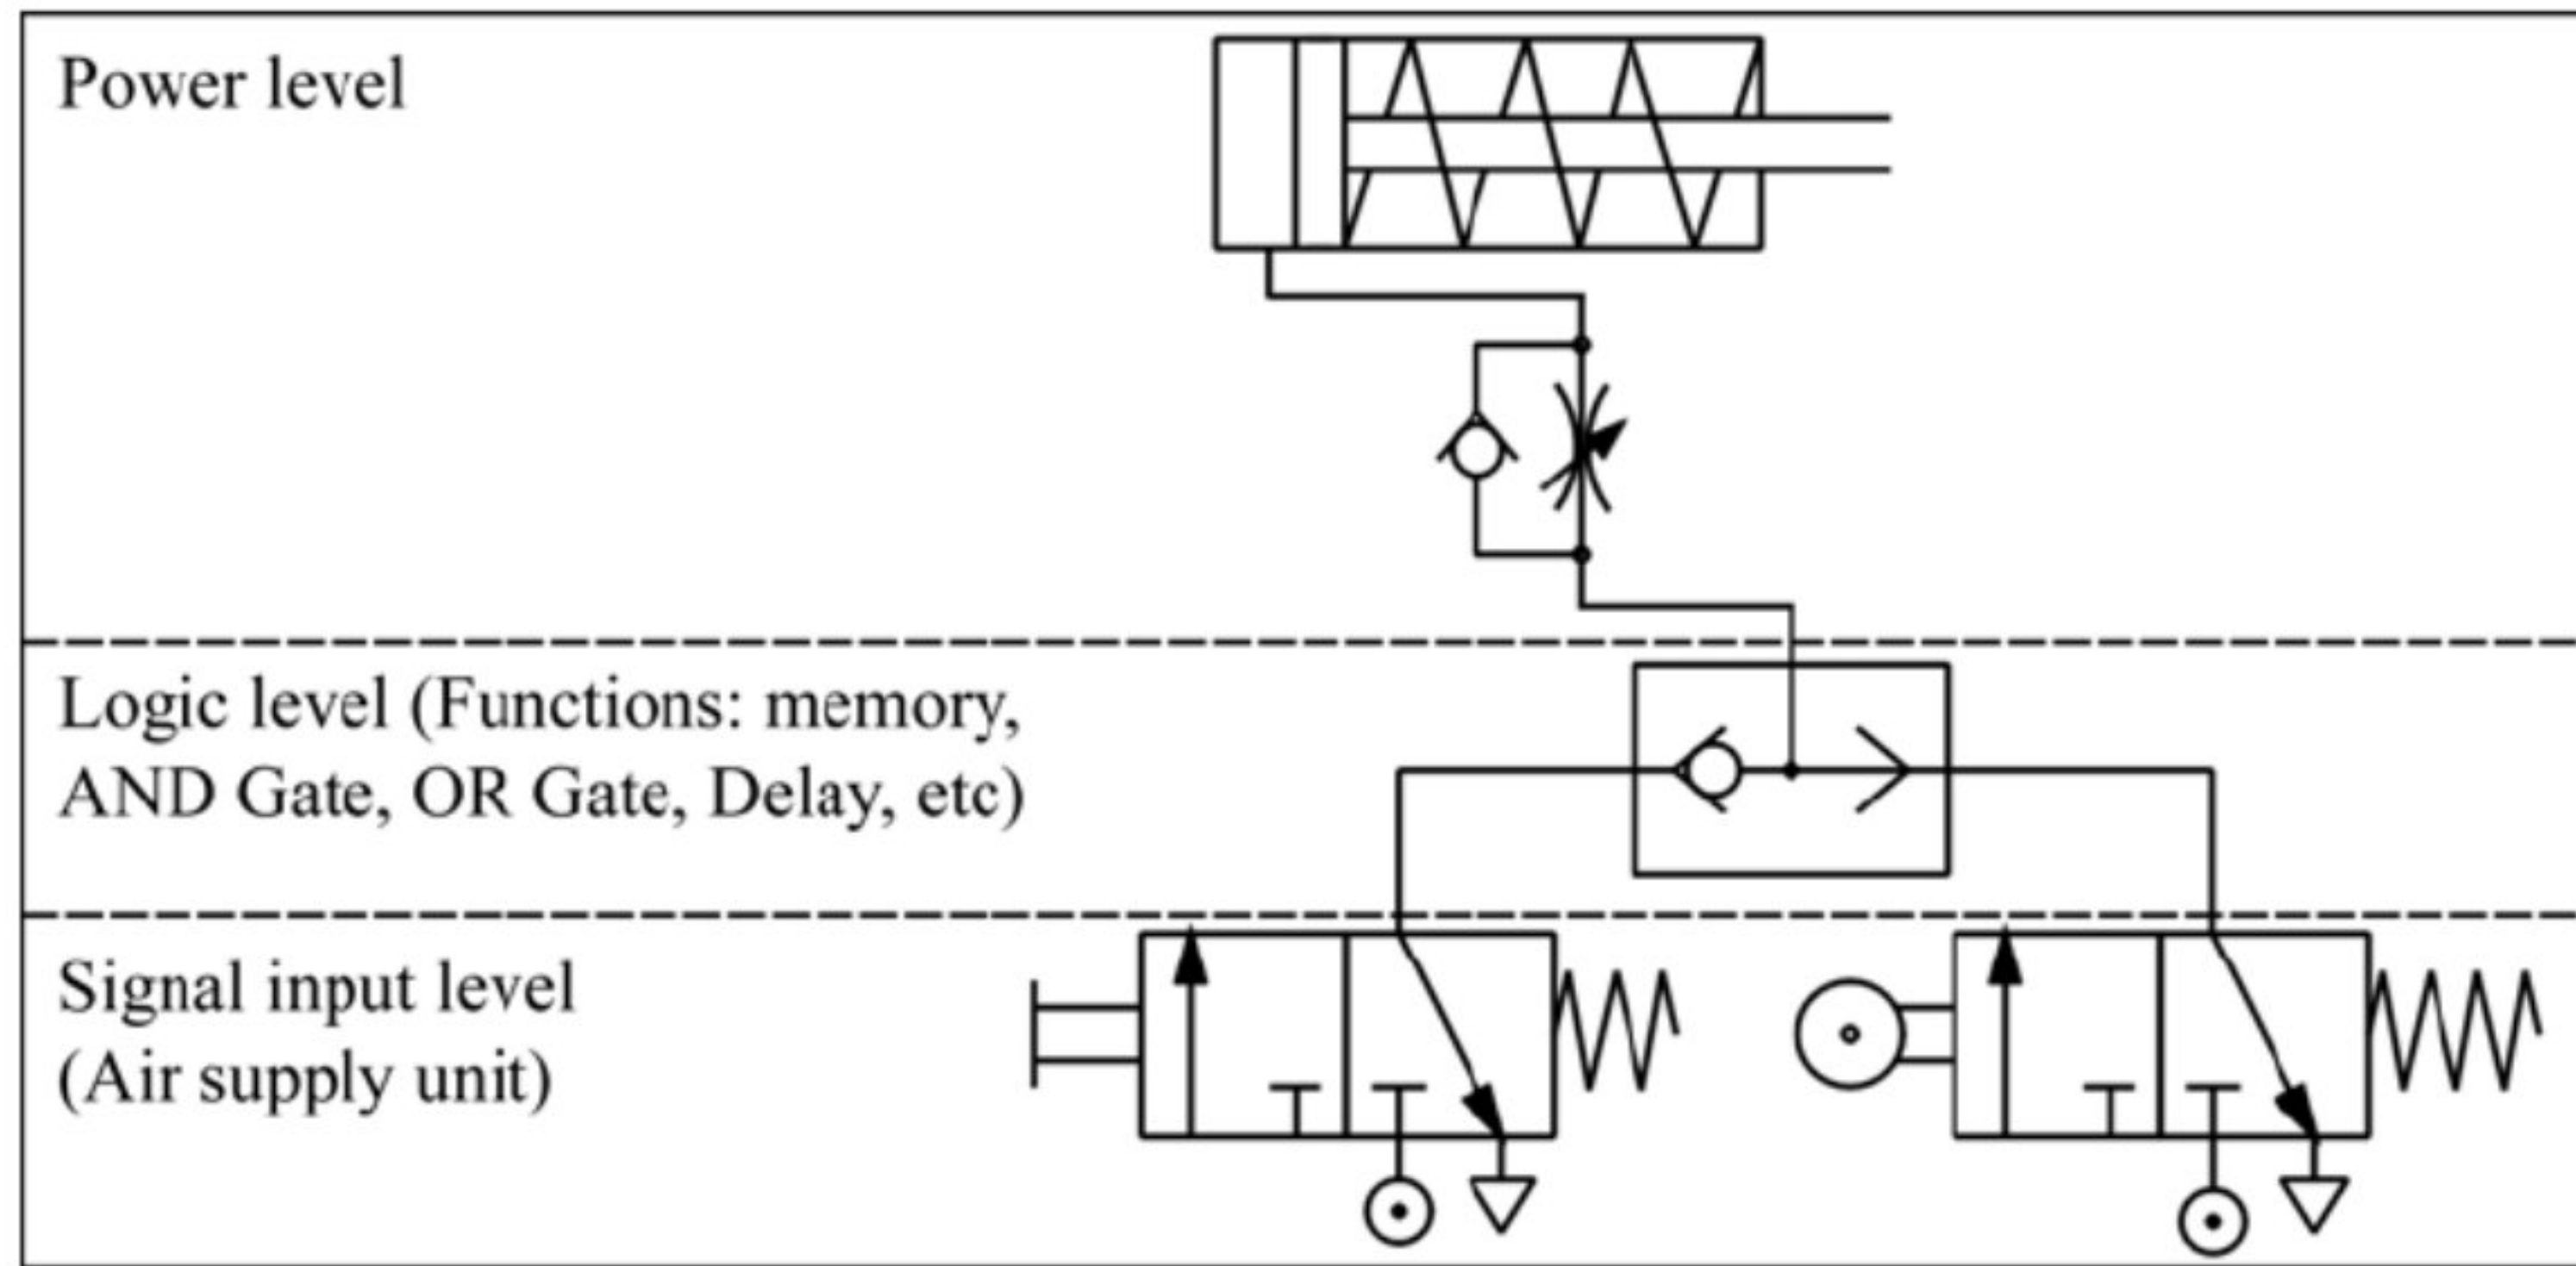 Power level
Logic level (Functions: memory,
AND Gate, OR Gate, Delay, etc)
Signal input level
(Air supply unit)